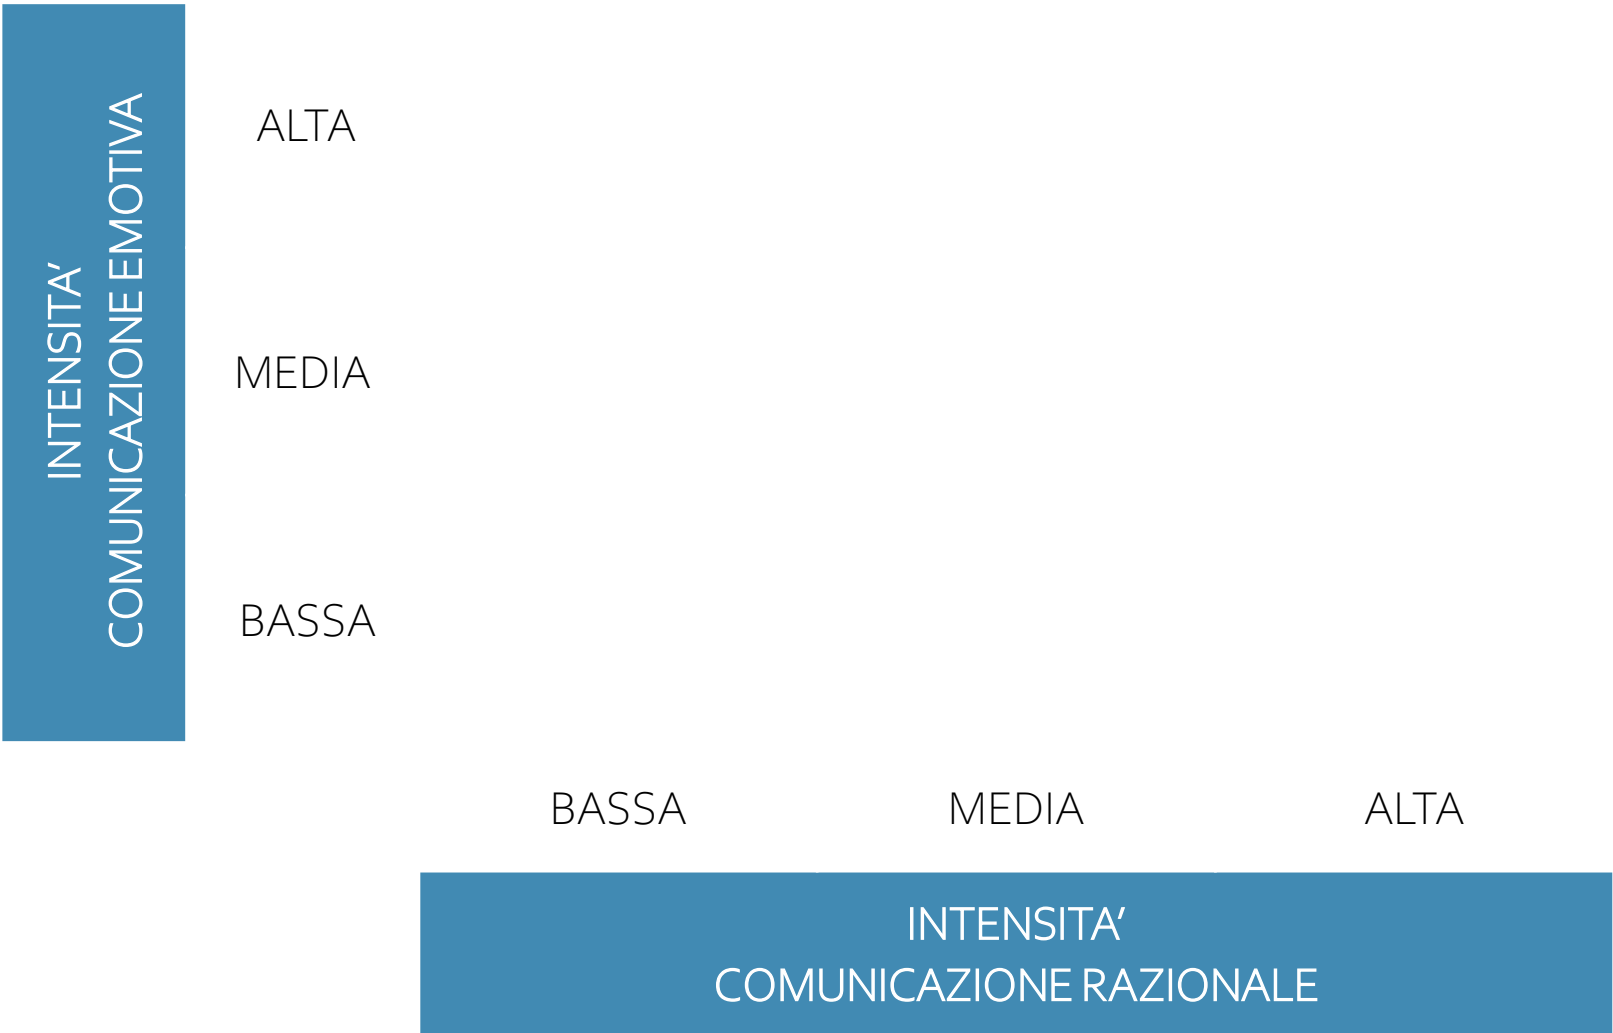 INTENSITA’
COMUNICAZIONE EMOTIVA
ALTA
MEDIA
BASSA
BASSA MEDIA ALTA
INTENSITA’
COMUNICAZIONE RAZIONALE